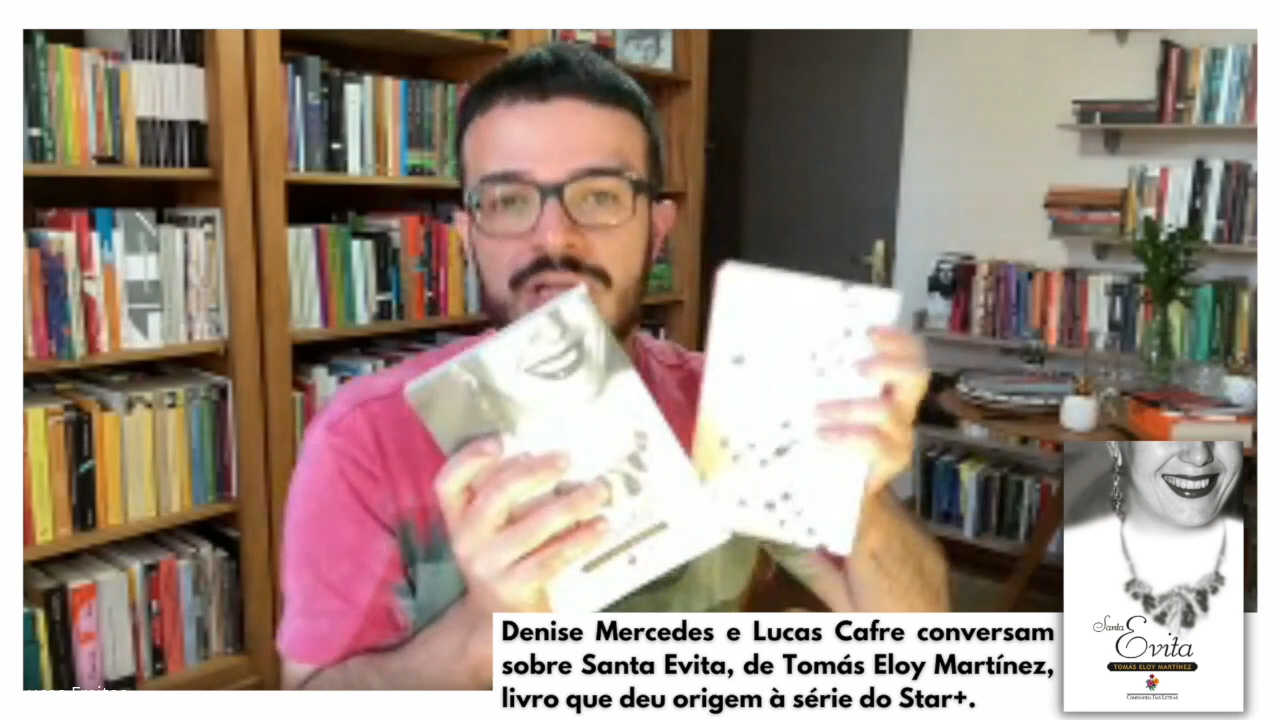 Denise Mercedes e Lucas Cafre conversam
sobre Santa Evita, de Tomás Eloy Martínez,
livro que deu origem à série do Star+.
Santa
Evita
TOMÁS ELOY MARTÍNEZ
COMPANHIA DAS LETRAS